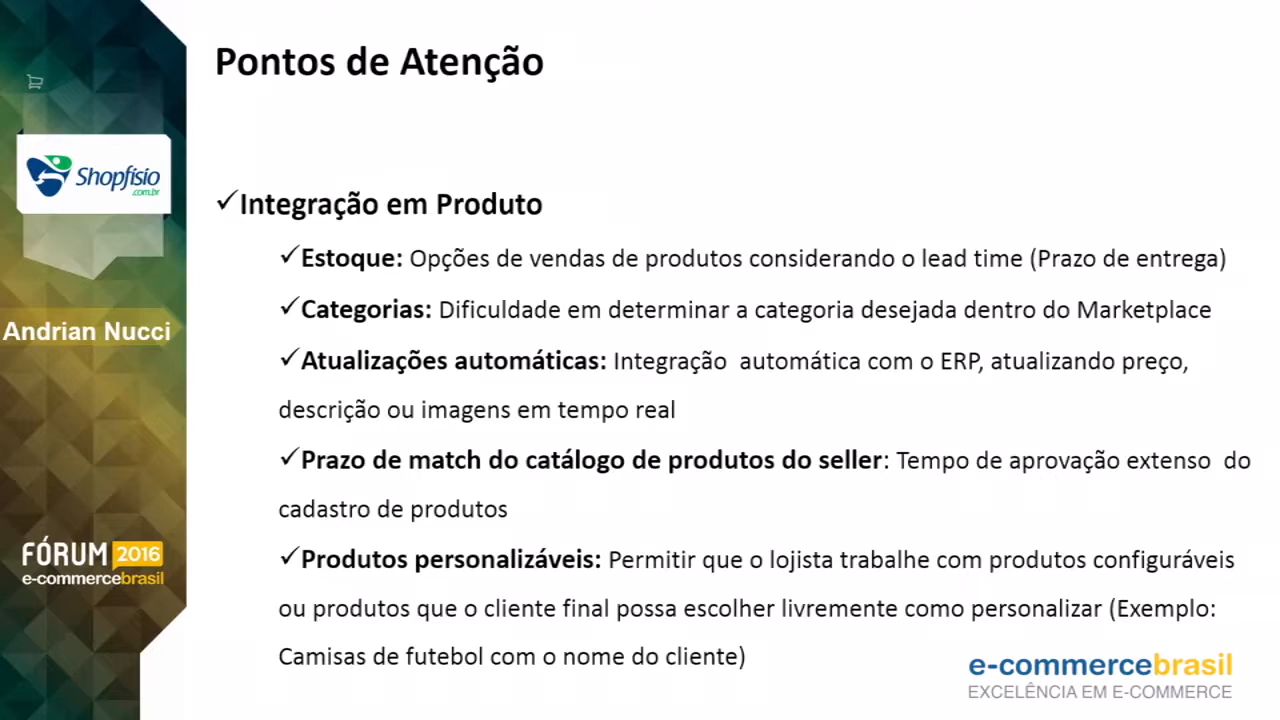 Pontos de Atenção
Shopfisio
.com.br
Andrian Nucci
FÓRUM 2016
e-commercebrasil
✓Integração em Produto
✓Estoque: Opções de vendas de produtos considerando o lead time (Prazo de entrega)
✓Categorias: Dificuldade em determinar a categoria desejada dentro do Marketplace
✓Atualizações automáticas: Integração automática com o ERP, atualizando preço,
descrição ou imagens em tempo real
✓Prazo de match do catálogo de produtos do seller: Tempo de aprovação extenso do
cadastro de produtos
✓Produtos personalizáveis: Permitir que o lojista trabalhe com produtos configuráveis
ou produtos que o cliente final possa escolher livremente como personalizar (Exemplo:
Camisas de futebol com o nome do cliente)
e-commercebrasil
EXCELÊNCIA EM E-COMMERCE